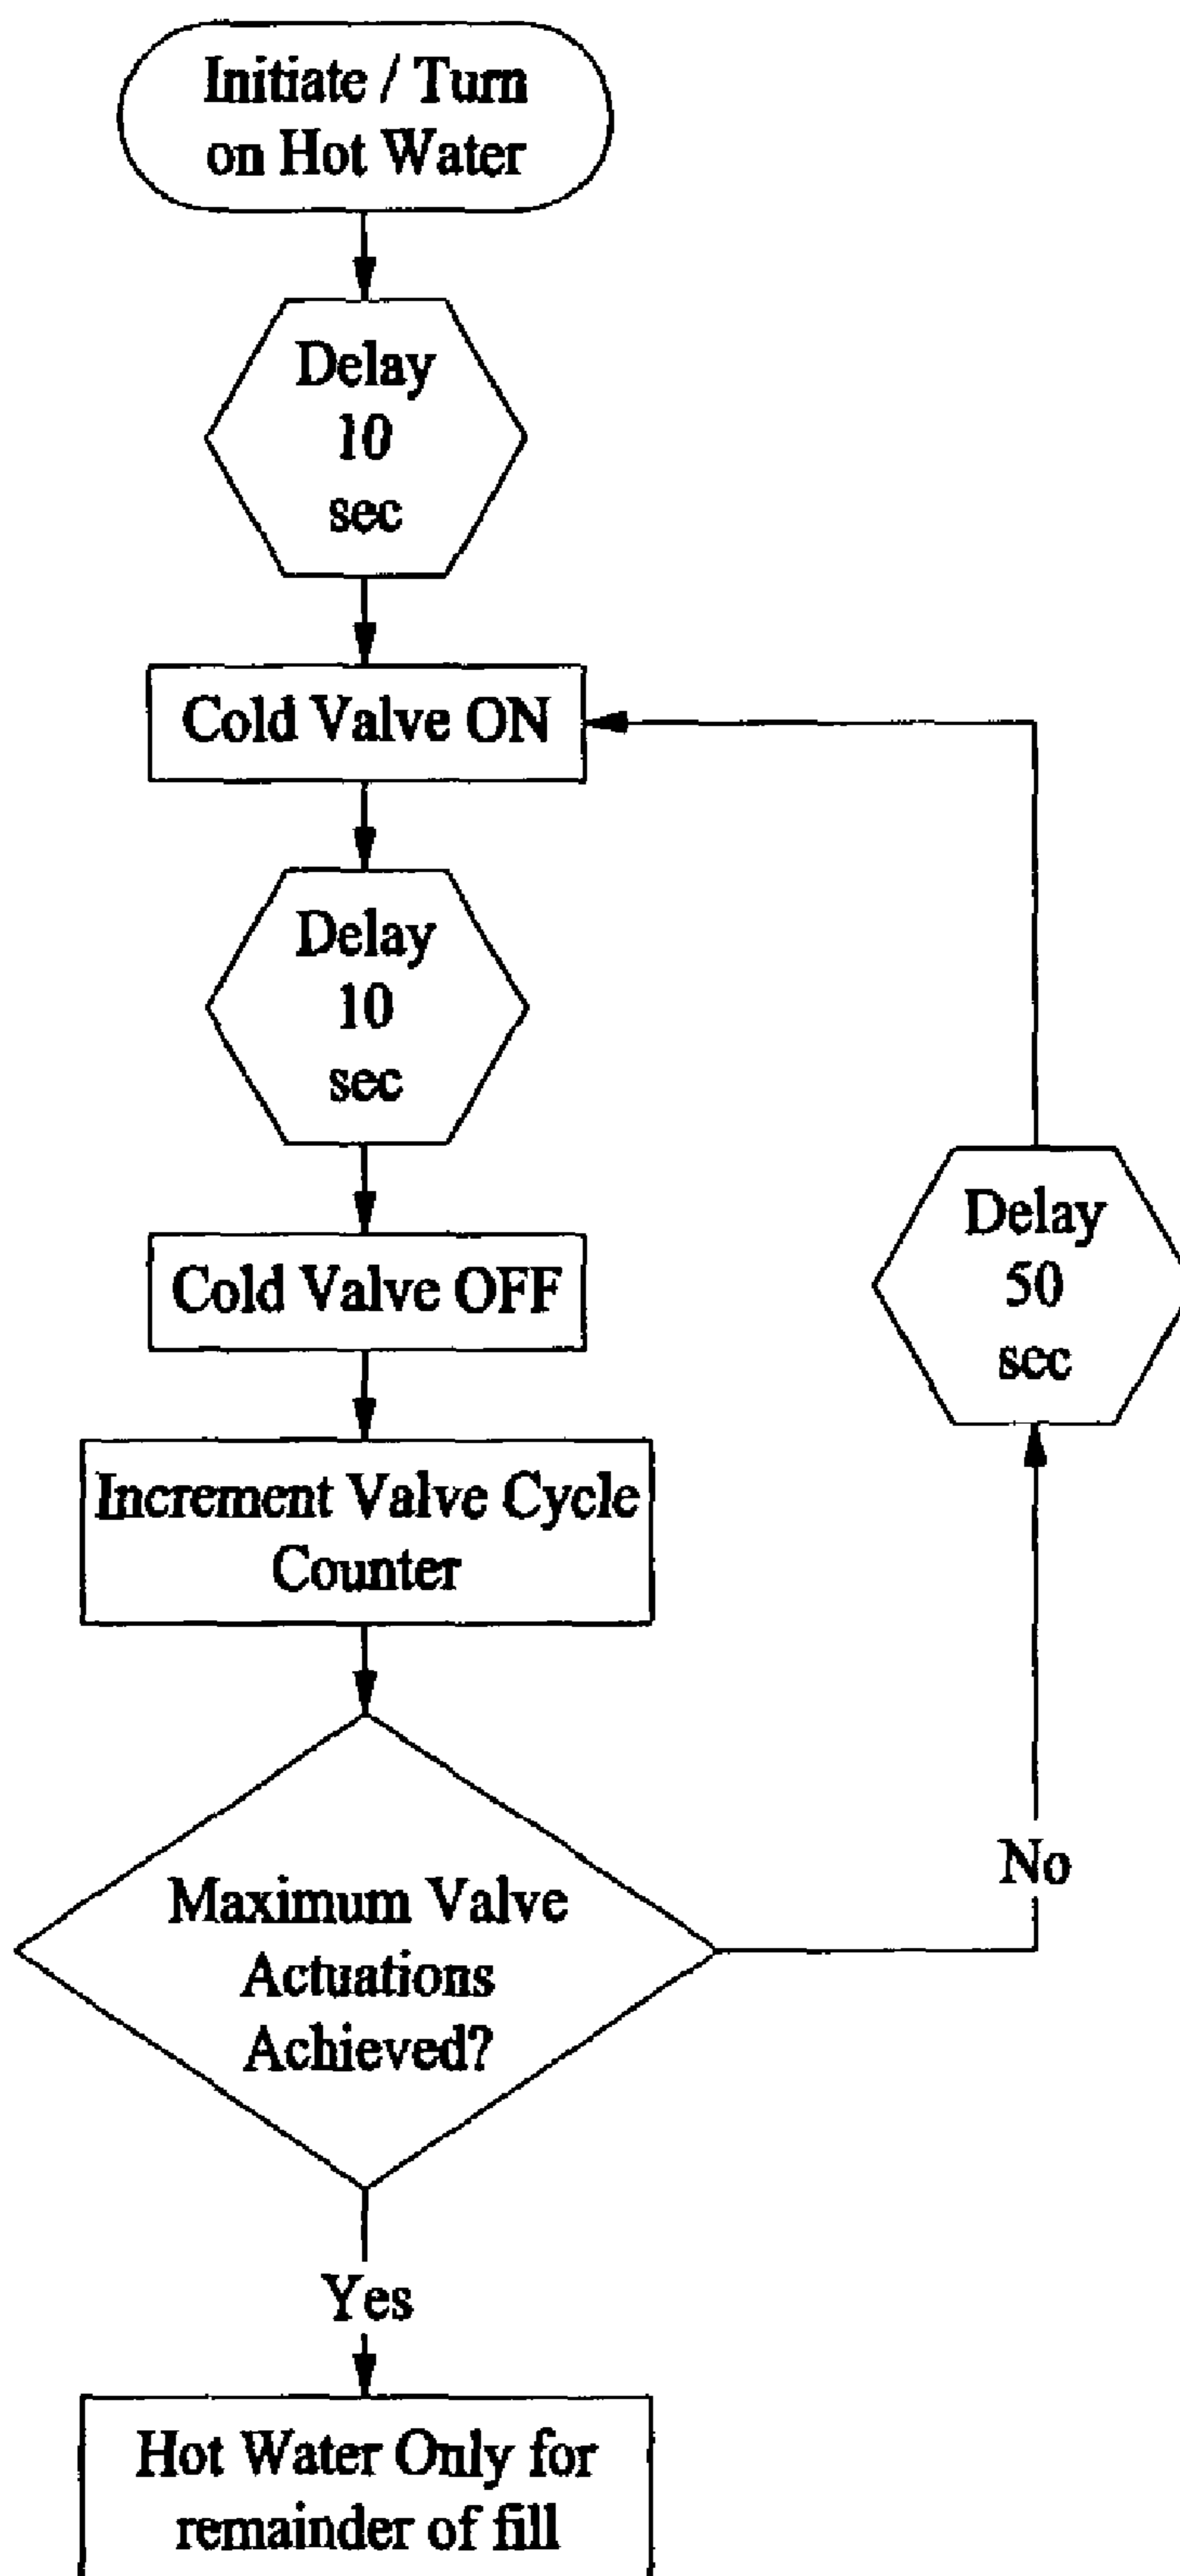 Initiate / Turn
on Hot Water
Delay
10
sec
Cold Valve ON
Delay
10
sec
Cold Valve OFF
Delay
50
sec
Increment Valve Cycle
Counter
Maximum Valve
Actuations
Achieved?
No
Yes
Hot Water Only for
remainder of fill